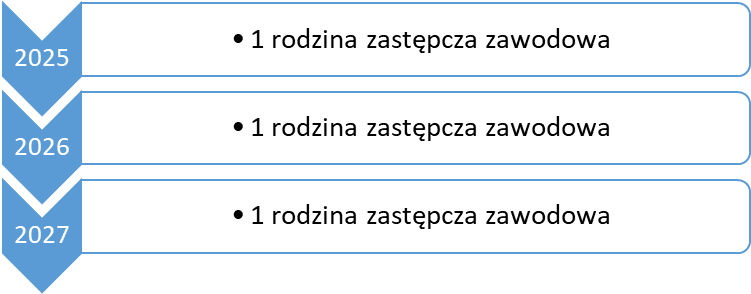 2025
• 1 rodzina zastępcza zawodowa
2026
• 1 rodzina zastępcza zawodowa
2027
• 1 rodzina zastępcza zawodowa